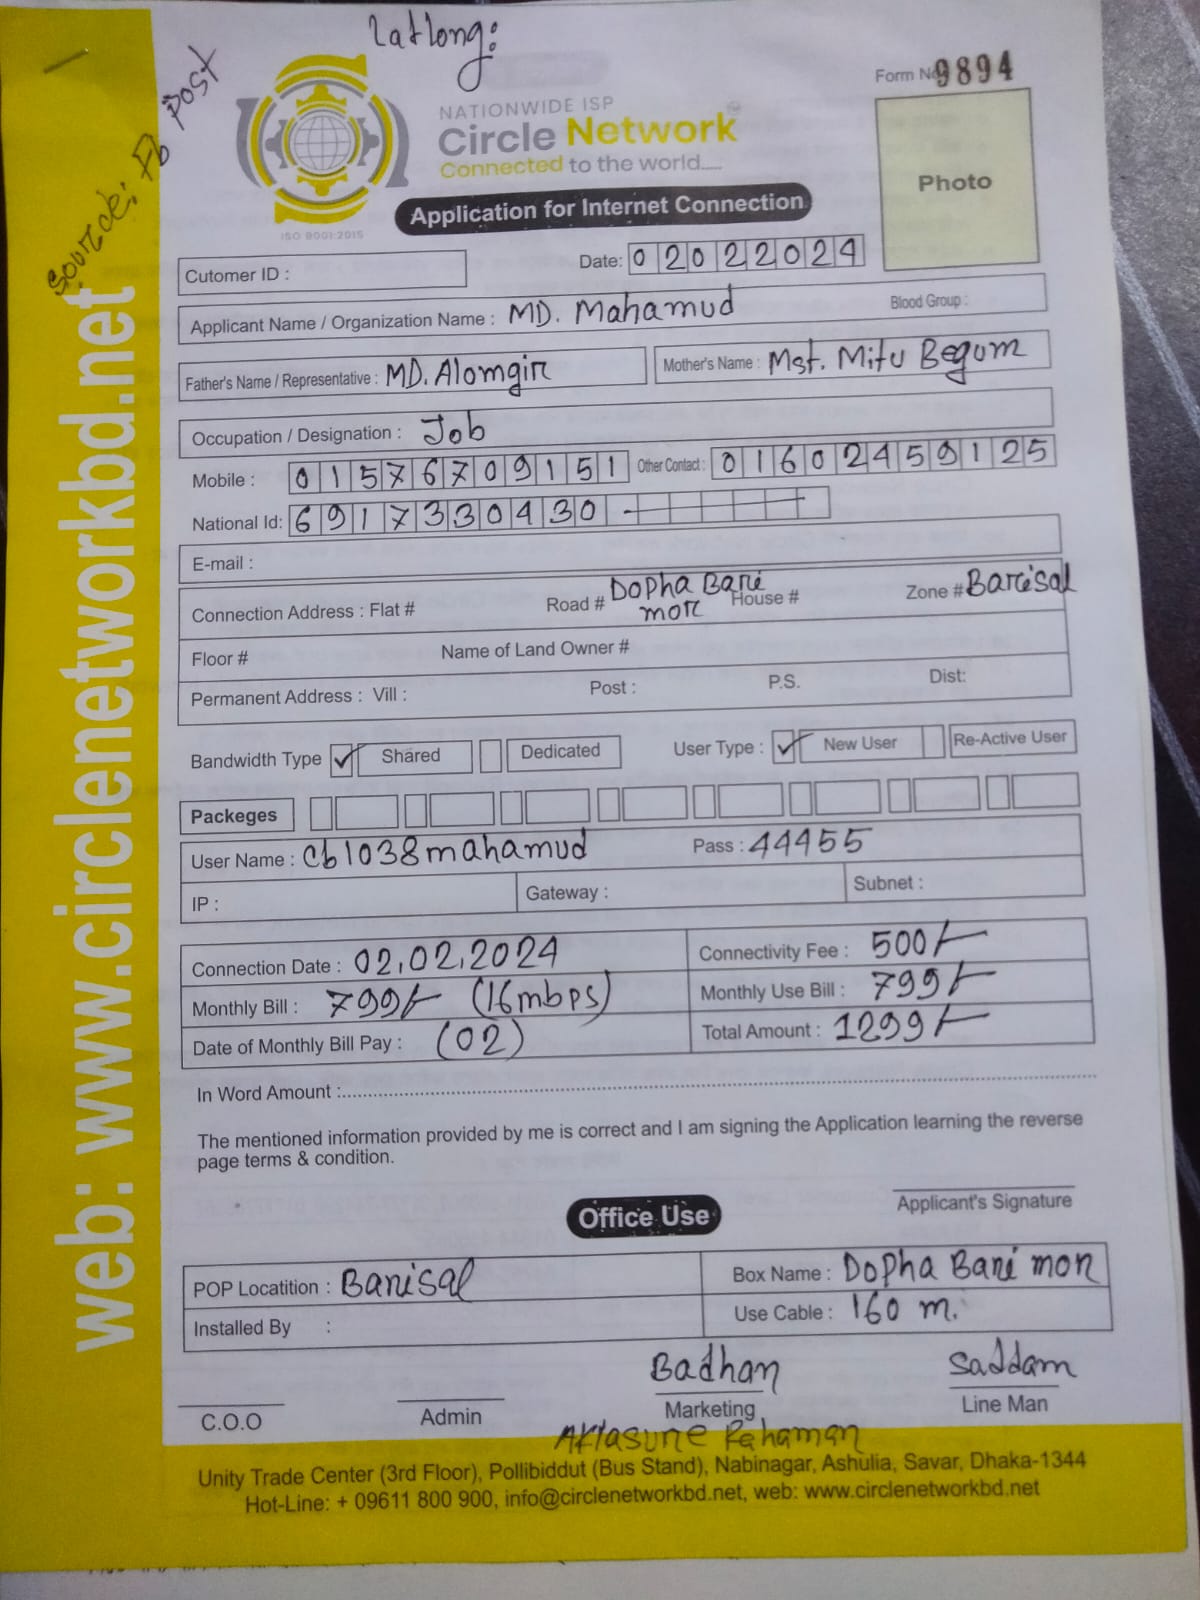 Latlong:
Source: Fb post
Form No 9894
NATIONWIDE ISP
Circle Network
Connected to the world.....
ISO 9001:2015
Photo
Application for Internet Connection
Cutomer ID :
Date: 02022024
Applicant Name / Organization Name : MD. Mahamud Blood Group :
Father's Name / Representative : MD. Alomgir Mother's Name : Mst. Mitu Begum
Occupation / Designation : Job
Mobile : 01576709151 Other Contact : 01602459125
National Id: 6917330430
E-mail :
Connection Address : Flat # Road # Dopha Bari mor House # Zone # Barisal
Floor # Name of Land Owner #
Permanent Address : Vill : Post : P.S. Dist:
Bandwidth Type ✓ Shared Dedicated User Type : ✓ New User Re-Active User
Packeges
User Name : cb1038mahamud Pass : 44455
IP : Gateway : Subnet :
Connection Date : 02.02.2024 Connectivity Fee : 500/-
Monthly Bill : 799/- (16mbps) Monthly Use Bill : 799/-
Date of Monthly Bill Pay : (02) Total Amount : 1299/-
In Word Amount :
The mentioned information provided by me is correct and I am signing the Application learning the reverse
page terms & condition.
Applicant's Signature
Office Use
POP Locatition : Barisal Box Name : Dopha Bari mor
Installed By : Use Cable : 160 m.
Badhan Saddam
C.O.O Admin Marketing Line Man
Rahaman
Unity Trade Center (3rd Floor), Pollibiddut (Bus Stand), Nabinagar, Ashulia, Savar, Dhaka-1344
Hot-Line: + 09611 800 900, info@circlenetworkbd.net, web: www.circlenetworkbd.net
web: www.circlenetworkbd.net